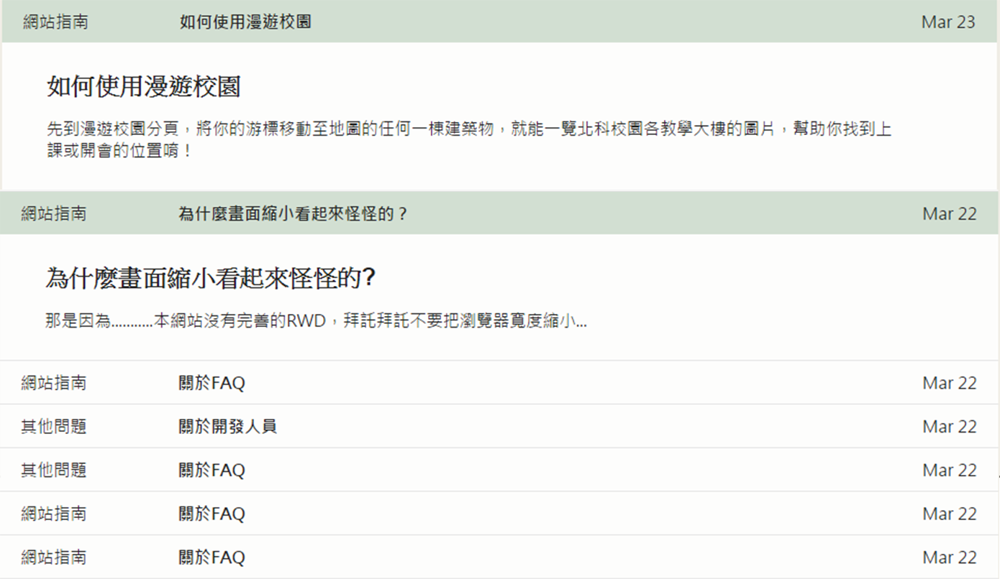 網站指南 如何使用漫遊校園 Mar 23
如何使用漫遊校園
先到漫遊校園分頁，將你的游標移動至地圖的任何一棟建築物，就能一覽北科校園各教學大樓的圖片，幫助你找到上
課或開會的位置唷！
網站指南 為什麼畫面縮小看起來怪怪的？ Mar 22
為什麼畫面縮小看起來怪怪的?
那是因為...........本網站沒有完善的RWD，拜託拜託不要把瀏覽器寬度縮小...
網站指南 關於FAQ Mar 22
其他問題 關於開發人員 Mar 22
其他問題 關於FAQ Mar 22
網站指南 關於FAQ Mar 22
網站指南 關於FAQ Mar 22